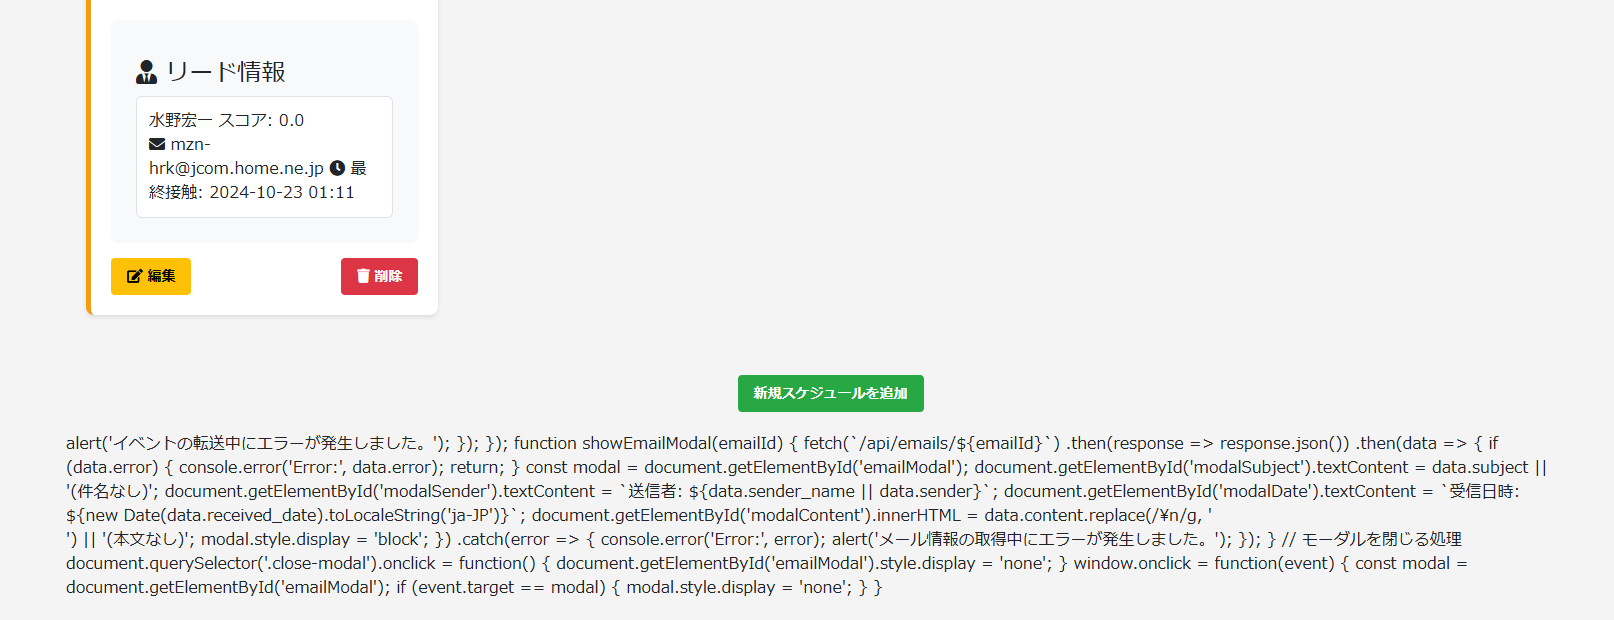 リード情報
水野宏一 スコア: 0.0
mzn-
hrk@jcom.home.ne.jp 最
終接触: 2024-10-23 01:11
編集
削除
新規スケジュールを追加
alert('イベントの転送中にエラーが発生しました。'); }); }); function showEmailModal(emailId) { fetch(`/api/emails/${emailId}`) .then(response => response.json()) .then(data => { if
(data.error) { console.error('Error:', data.error); return; } const modal = document.getElementById('emailModal'); document.getElementById('modalSubject').textContent = data.subject ||
'(件名なし)'; document.getElementById('modalSender').textContent = `送信者: ${data.sender_name || data.sender}`; document.getElementById('modalDate').textContent = `受信日時:
${new Date(data.received_date).toLocaleString('ja-JP')}`; document.getElementById('modalContent').innerHTML = data.content.replace(/¥n/g, '
') || '(本文なし)'; modal.style.display = 'block'; }) .catch(error => { console.error('Error:', error); alert('メール情報の取得中にエラーが発生しました。'); }); } // モーダルを閉じる処理
document.querySelector('.close-modal').onclick = function() { document.getElementById('emailModal').style.display = 'none'; } window.onclick = function(event) { const modal =
document.getElementById('emailModal'); if (event.target == modal) { modal.style.display = 'none'; } }